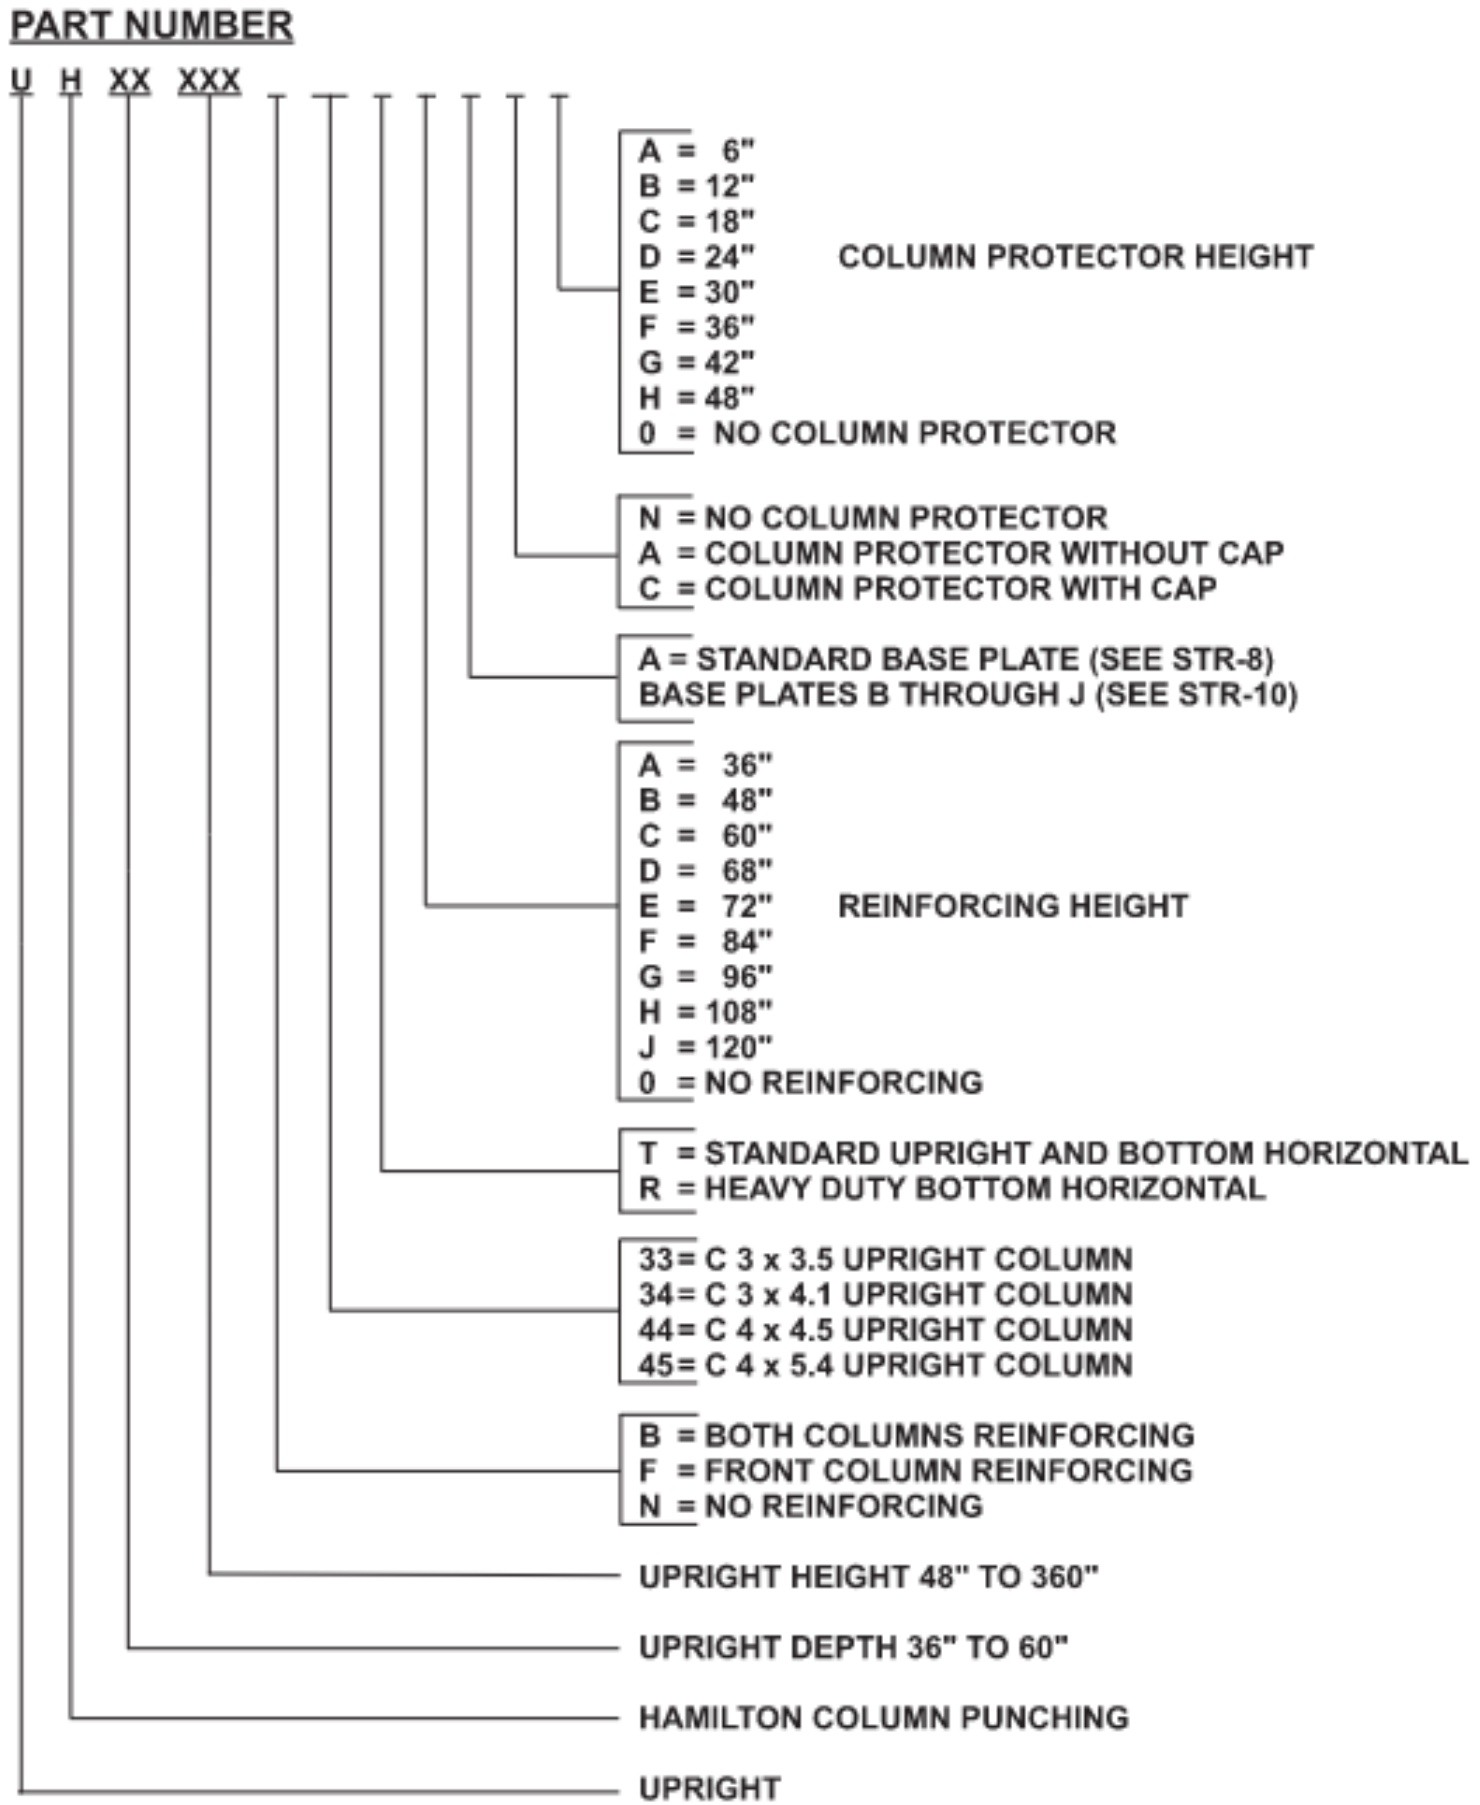 PART NUMBER
U H XX XXX _ _ _ _ _ _ _
A = 6"
B = 12"
C = 18"
D = 24" COLUMN PROTECTOR HEIGHT
E = 30"
F = 36"
G = 42"
H = 48"
0 = NO COLUMN PROTECTOR
N = NO COLUMN PROTECTOR
A = COLUMN PROTECTOR WITHOUT CAP
C = COLUMN PROTECTOR WITH CAP
A = STANDARD BASE PLATE (SEE STR-8)
BASE PLATES B THROUGH J (SEE STR-10)
A = 36"
B = 48"
C = 60"
D = 68"
E = 72" REINFORCING HEIGHT
F = 84"
G = 96"
H = 108"
J = 120"
0 = NO REINFORCING
T = STANDARD UPRIGHT AND BOTTOM HORIZONTAL
R = HEAVY DUTY BOTTOM HORIZONTAL
33= C 3 x 3.5 UPRIGHT COLUMN
34= C 3 x 4.1 UPRIGHT COLUMN
44= C 4 x 4.5 UPRIGHT COLUMN
45= C 4 x 5.4 UPRIGHT COLUMN
B = BOTH COLUMNS REINFORCING
F = FRONT COLUMN REINFORCING
N = NO REINFORCING
UPRIGHT HEIGHT 48" TO 360"
UPRIGHT DEPTH 36" TO 60"
HAMILTON COLUMN PUNCHING
UPRIGHT